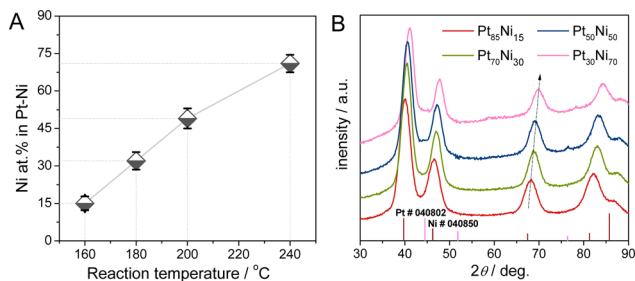 A
Ni at.% in Pt-Ni
90
75
60
45
30
15
0
160
180
200
220
240
Reaction temperature / °C
B
inensity / a.u.
Pt85Ni15
Pt50Ni50
Pt70Ni30
Pt30Ni70
Pt # 040802
Ni # 040850
30
40
50
60
70
80
90
2θ / deg.